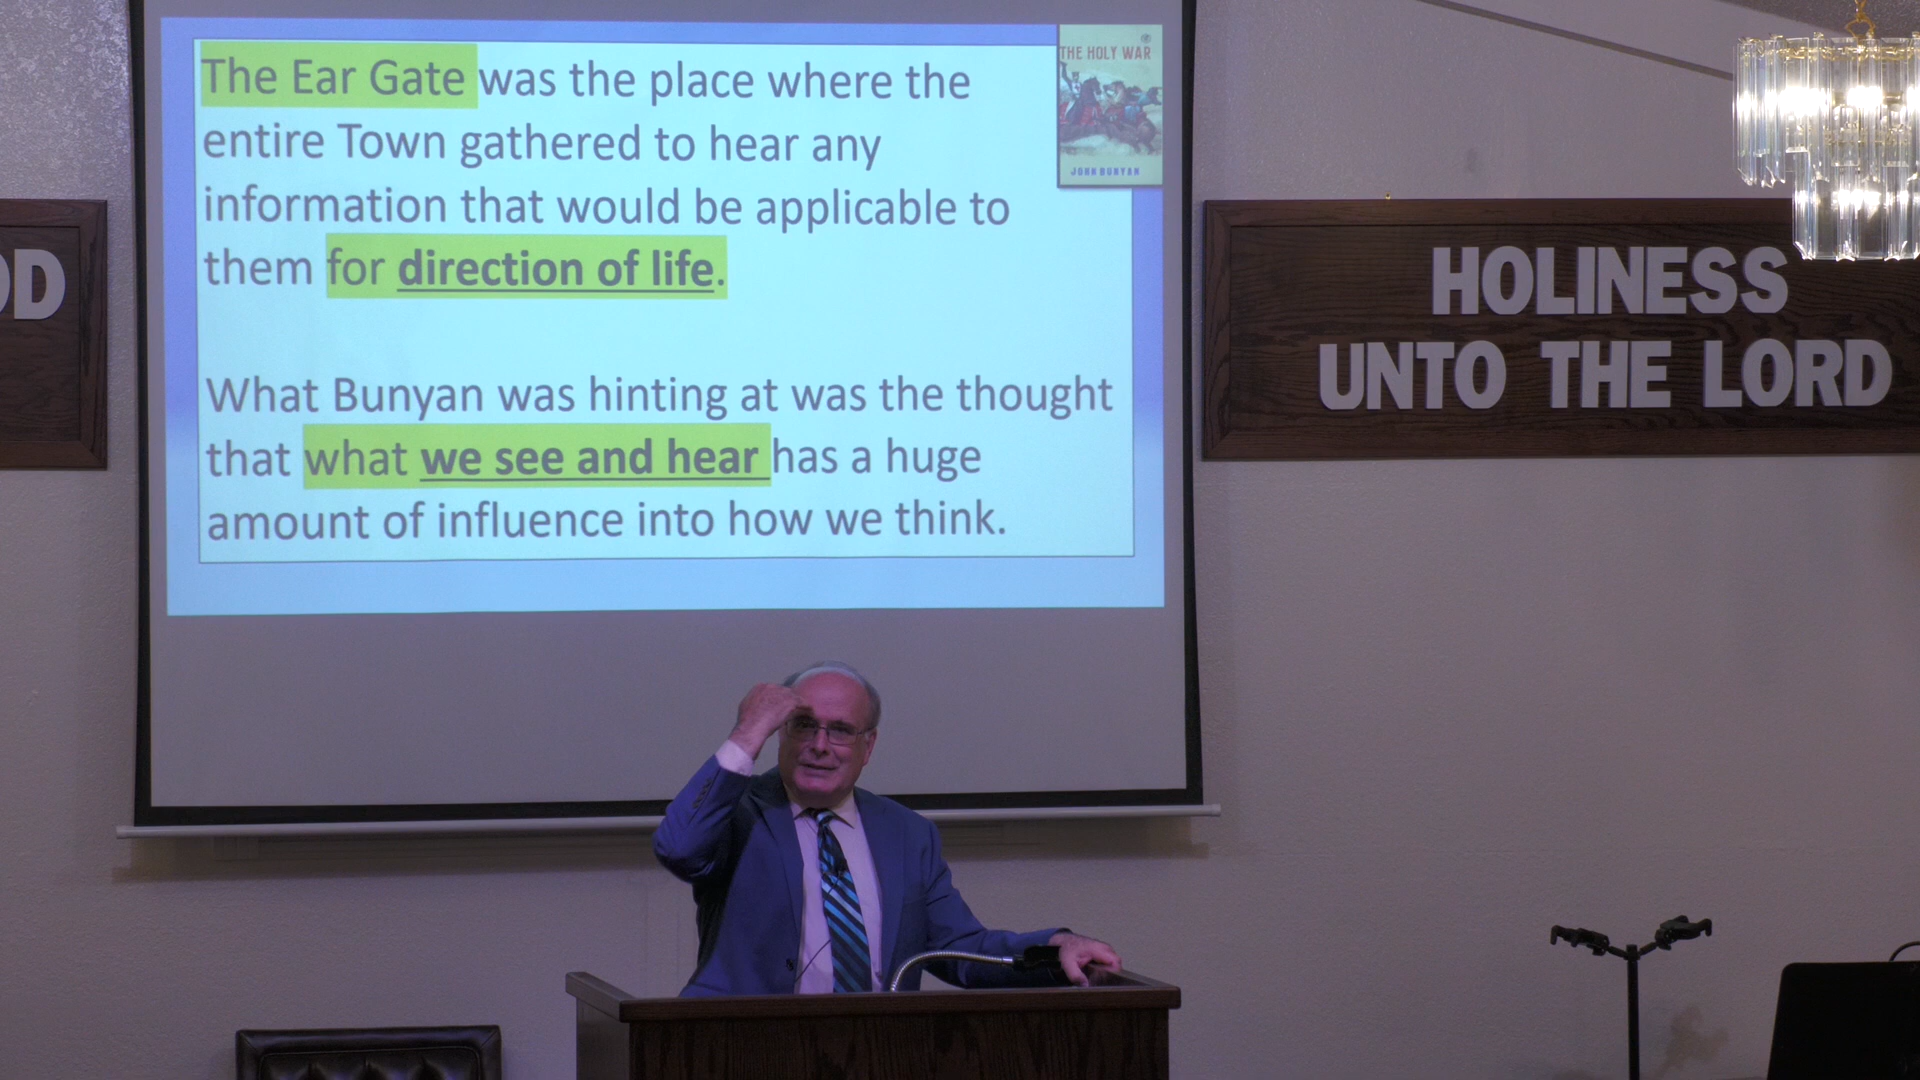 The Ear Gate was the place where the
entire Town gathered to hear any
information that would be applicable to
them for direction of life.
What Bunyan was hinting at was the thought
that what we see and hear has a huge
amount of influence into how we think.
THE HOLY WAR
JOHN BUNYAN
OD
HOLINESS
UNTO THE LORD